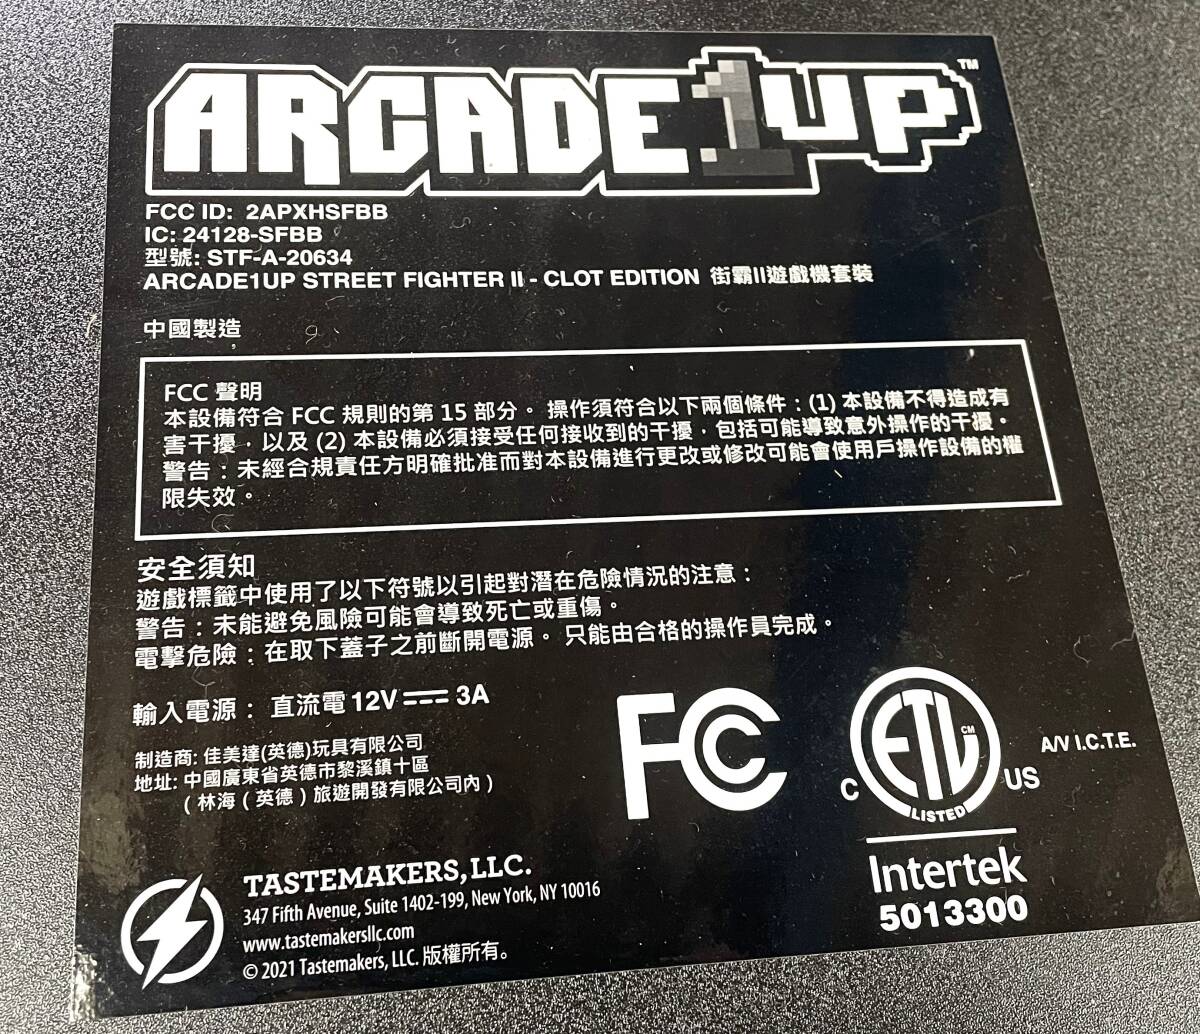 ARCADE1UP™
FCC ID: 2APXHSFBB
IC: 24128-SFBB
型號: STF-A-20634
ARCADE1UP STREET FIGHTER II - CLOT EDITION 街霸II遊戲機套裝
中國製造
FCC 聲明
本設備符合 FCC 規則的第 15 部分。 操作須符合以下兩個條件：(1) 本設備不得造成有
害干擾，以及 (2) 本設備必須接受任何接收到的干擾，包括可能導致意外操作的干擾。
警告：未經合規責任方明確批准而對本設備進行更改或修改可能會使用戶操作設備的權
限失效。
安全須知
遊戲標籤中使用了以下符號以引起對潛在危險情況的注意：
警告：未能避免風險可能會導致死亡或重傷。
電擊危險：在取下蓋子之前斷開電源。 只能由合格的操作員完成。
輸入電源： 直流電 12V ⎓ 3A
制造商: 佳美達(英德)玩具有限公司
地址: 中國廣東省英德市黎溪鎮十區
（林海（英德）旅遊開發有限公司內）
FC
ETL CM
C US
LISTED
A/V I.C.T.E.
Intertek
5013300
TASTEMAKERS, LLC.
347 Fifth Avenue, Suite 1402-199, New York, NY 10016
www.tastemakersllc.com
© 2021 Tastemakers, LLC. 版權所有。